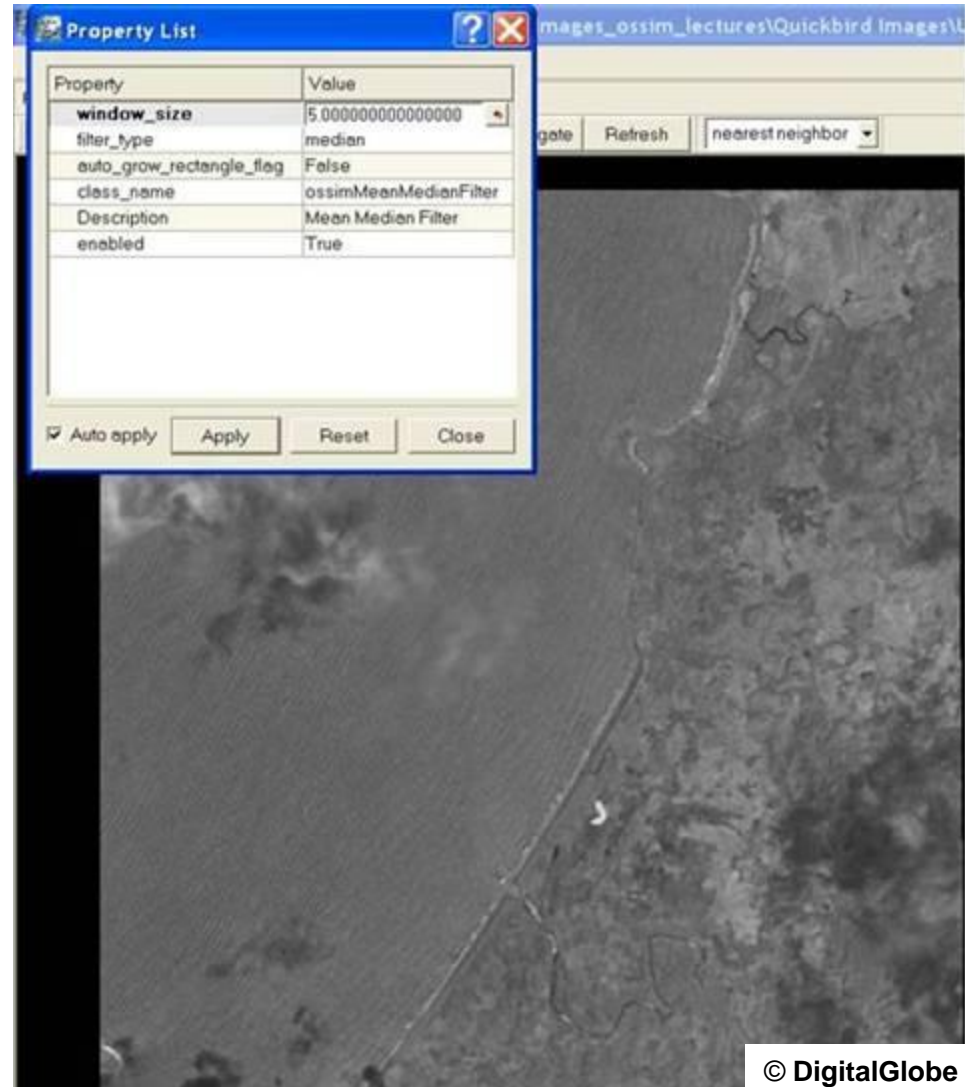 Property List
mages_ossim_lectures\Quickbird Images\
Property Value
window_size 5.000000000000000
filter_type median
auto_grow_rectangle_flag False
class_name ossimMeanMedianFilter
Description Mean Median Filter
enabled True
gate Refresh nearest neighbor
Auto apply Apply Reset Close
© DigitalGlobe